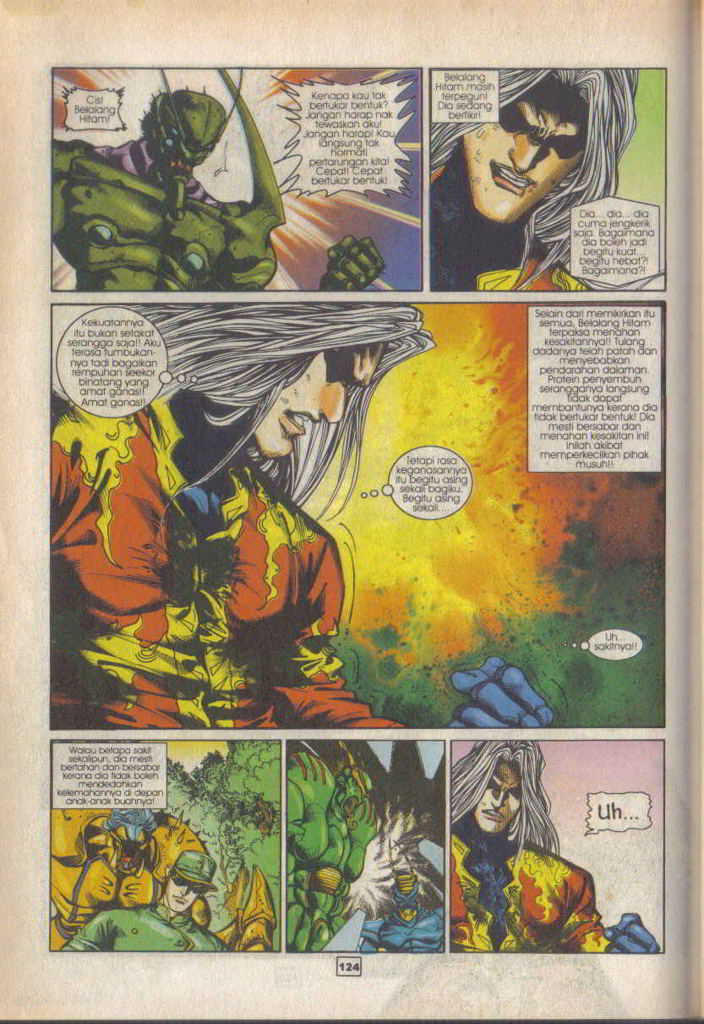 Cis!
Belalang
Hitam!
Kenapa kau tak
bertukar bentuk?
Jangan harap nak
tewaskan aku!
Jangan harap! Kau
langsung tak
hormati
pertarungan kita!
Cepat! Cepat
bertukar bentuk!
Belalang
Hitam masih
terpegun!
Dia sedang
berfikir!
Dia... dia... dia
cuma jengkerik
saja. Bagaimana
dia boleh jadi
begitu kuat...
begitu hebat?!
Bagaimana?!
Kekuatannya
itu bukan setakat
serangga saja!! Aku
terasa tumbukan-
nya tadi bagaikan
rempuhan seekor
binatang yang
amat ganas!!
Amat ganas!!
Tetapi rasa
keganasannya
itu begitu asing
sekali bagiku.
Begitu asing
sekali....
Selain dari memikirkan itu
semua, Belalang Hitam
terpaksa menahan
kesakitannya!! Tulang
dadanya telah patah dan
menyebabkan
pendarahan dalaman.
Protein penyembuh
serangganya langsung
tidak dapat
membantunya kerana dia
tidak bertukar bentuk! Dia
mesti bersabar dan
menahan kesakitan ini!
Inilah akibat
memperkecilkan pihak
musuh!!
Uh...
sakitnya!!
Walau betapa sakit
sekalipun, dia mesti
bertahan dan bersabar
kerana dia tidak boleh
mendedahkan
kelemahannya di depan
anak-anak buahnya!
Uh...
124